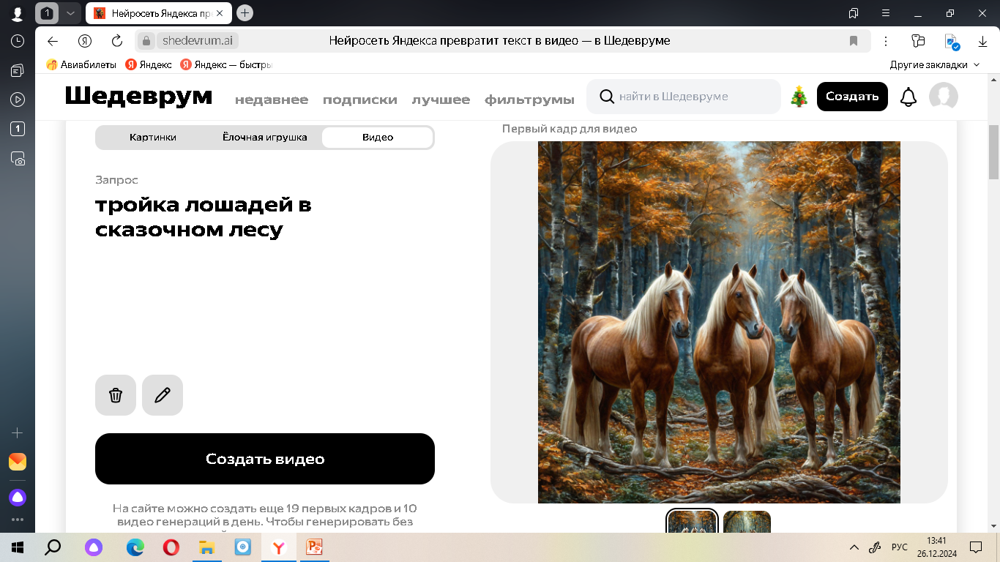 1
Нейросеть Яндекса пр
shedevrum.ai
Нейросеть Яндекса превратит текст в видео — в Шедевруме
Авиабилеты
Я Яндекс
Я Яндекс — быстры
Другие закладки
Шедеврум
недавнее
подписки
лучшее
фильтрумы
найти в Шедевруме
Создать
1
Картинки
Ёлочная игрушка
Видео
Первый кадр для видео
Запрос
тройка лошадей в
сказочном лесу
Создать видео
На сайте можно создать еще 19 первых кадров и 10
видео генераций в день. Чтобы генерировать без
РУС
13:41
26.12.2024